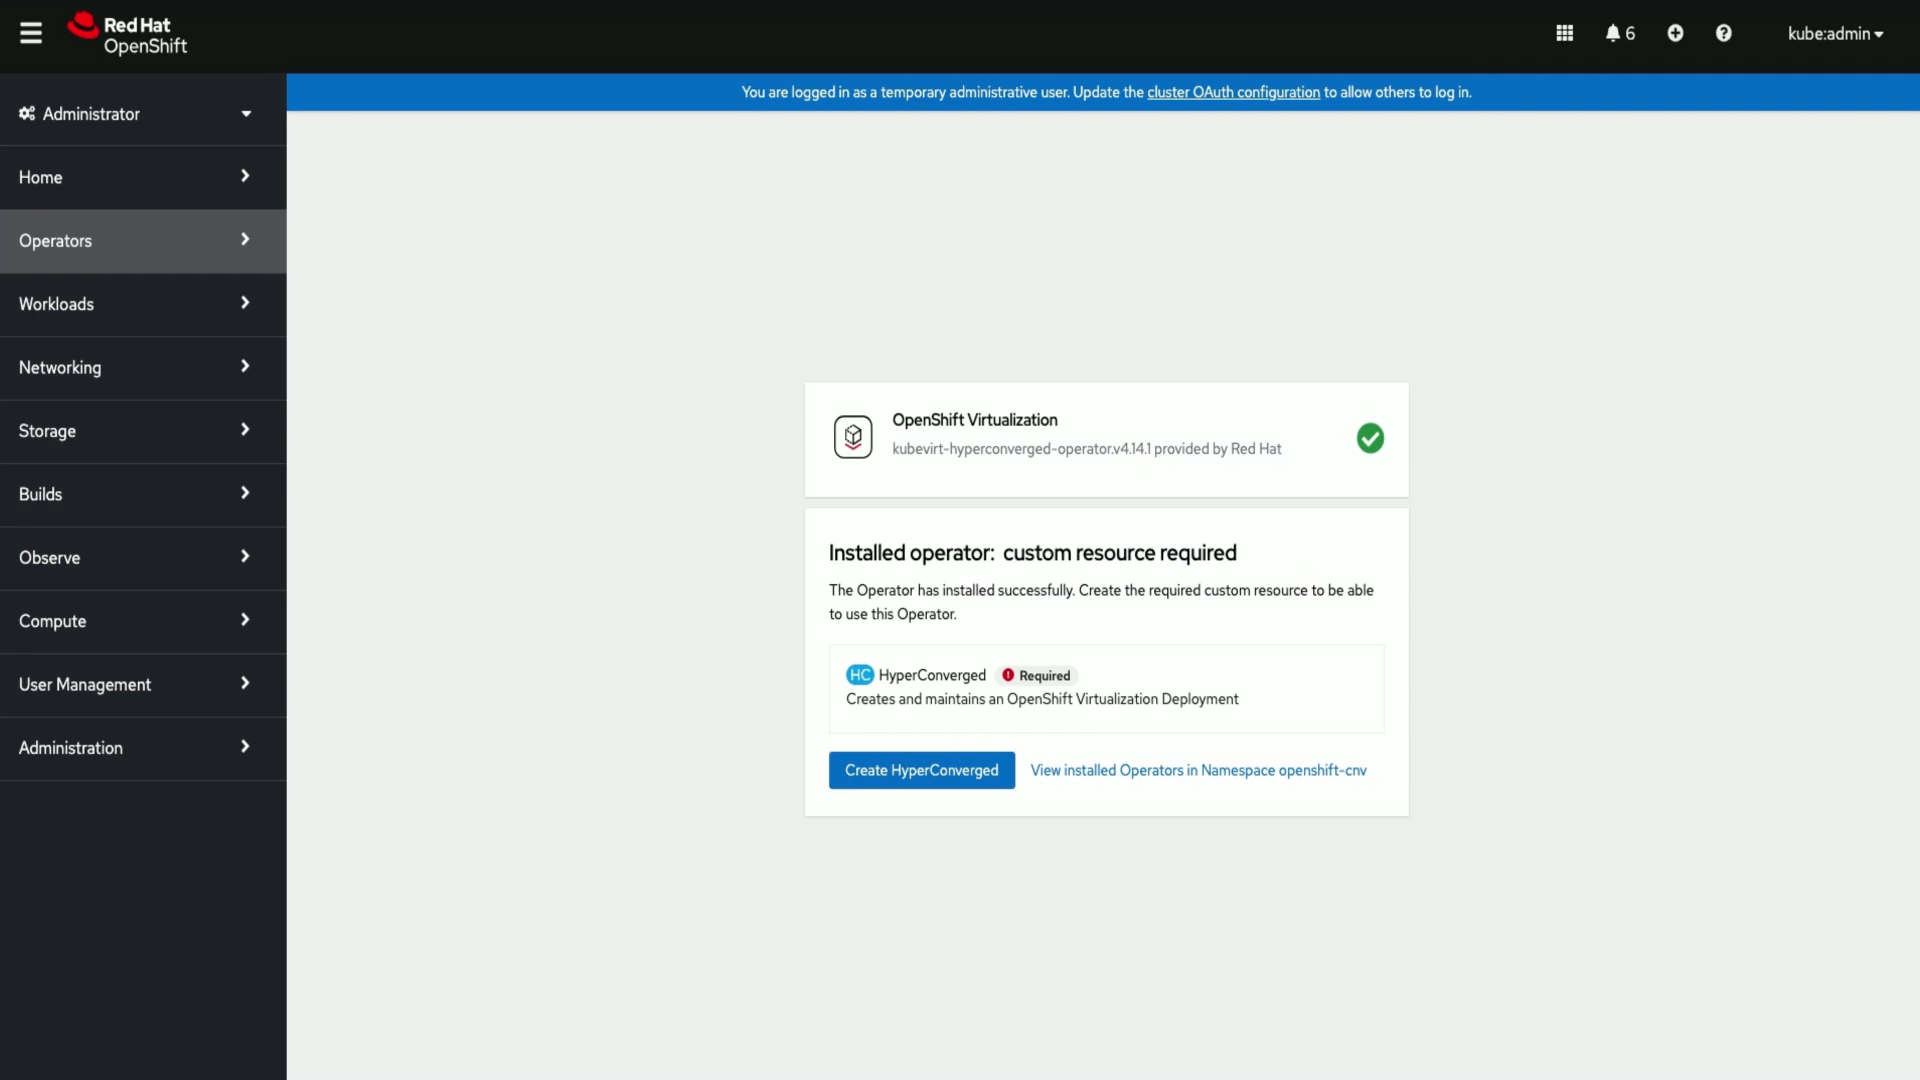 Red Hat
OpenShift
6
kube:admin
You are logged in as a temporary administrative user. Update the cluster OAuth configuration to allow others to log in.
Administrator
Home
Operators
Workloads
Networking
Storage
Builds
Observe
Compute
User Management
Administration
OpenShift Virtualization
kubevirt-hyperconverged-operator.v4.14.1 provided by Red Hat
Installed operator: custom resource required
The Operator has installed successfully. Create the required custom resource to be able
to use this Operator.
HC HyperConverged Required
Creates and maintains an OpenShift Virtualization Deployment
Create HyperConverged
View installed Operators in Namespace openshift-cnv